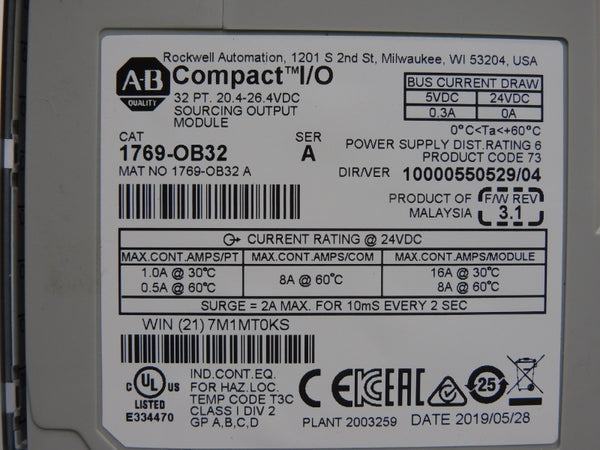 Rockwell Automation, 1201 S 2nd St, Milwaukee, WI 53204, USA
A-B
QUALITY
Compact™I/O
32 PT. 20.4-26.4VDC
SOURCING OUTPUT
MODULE
BUS CURRENT DRAW
5VDC 24VDC
0.3A 0A
0°C<Ta<+60°C
CAT SER
1769-OB32 A
MAT NO 1769-OB32 A
POWER SUPPLY DIST.RATING 6
PRODUCT CODE 73
DIR/VER 10000550529/04
PRODUCT OF
MALAYSIA
F/W REV
3.1
CURRENT RATING @ 24VDC
MAX.CONT.AMPS/PT MAX.CONT.AMPS/COM MAX.CONT.AMPS/MODULE
1.0A @ 30°C 8A @ 60°C 16A @ 30°C
0.5A @ 60°C 8A @ 60°C
SURGE = 2A MAX. FOR 10mS EVERY 2 SEC
WIN (21) 7M1MT0KS
C UL US
LISTED
E334470
IND.CONT.EQ.
FOR HAZ.LOC.
TEMP CODE T3C
CLASS I DIV 2
GP A,B,C,D
CE EAC 25
PLANT 2003259 DATE 2019/05/28